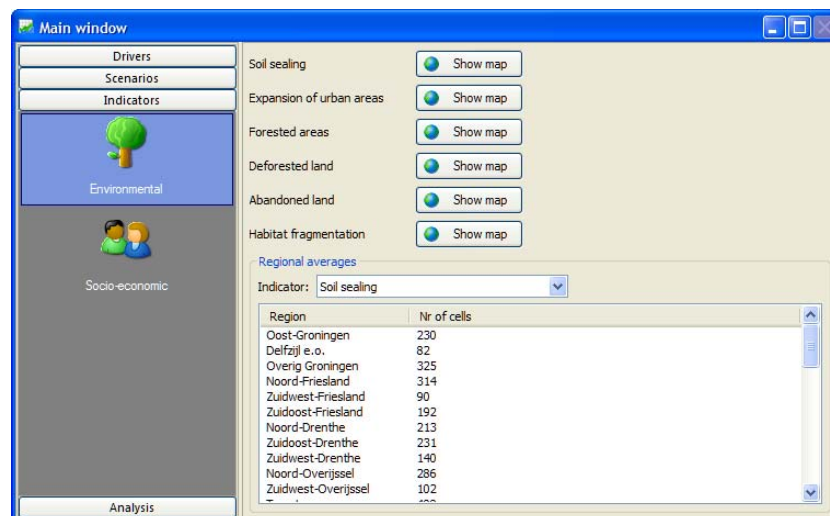 Main window
Drivers
Scenarios
Indicators
Environmental
Socio-economic
Analysis
Soil sealing Show map
Expansion of urban areas Show map
Forested areas Show map
Deforested land Show map
Abandoned land Show map
Habitat fragmentation Show map
Regional averages
Indicator: Soil sealing
Region Nr of cells
Oost-Groningen 230
Delfzijl e.o. 82
Overig Groningen 325
Noord-Friesland 314
Zuidwest-Friesland 90
Zuidoost-Friesland 192
Noord-Drenthe 213
Zuidoost-Drenthe 231
Zuidwest-Drenthe 140
Noord-Overijssel 286
Zuidwest-Overijssel 102